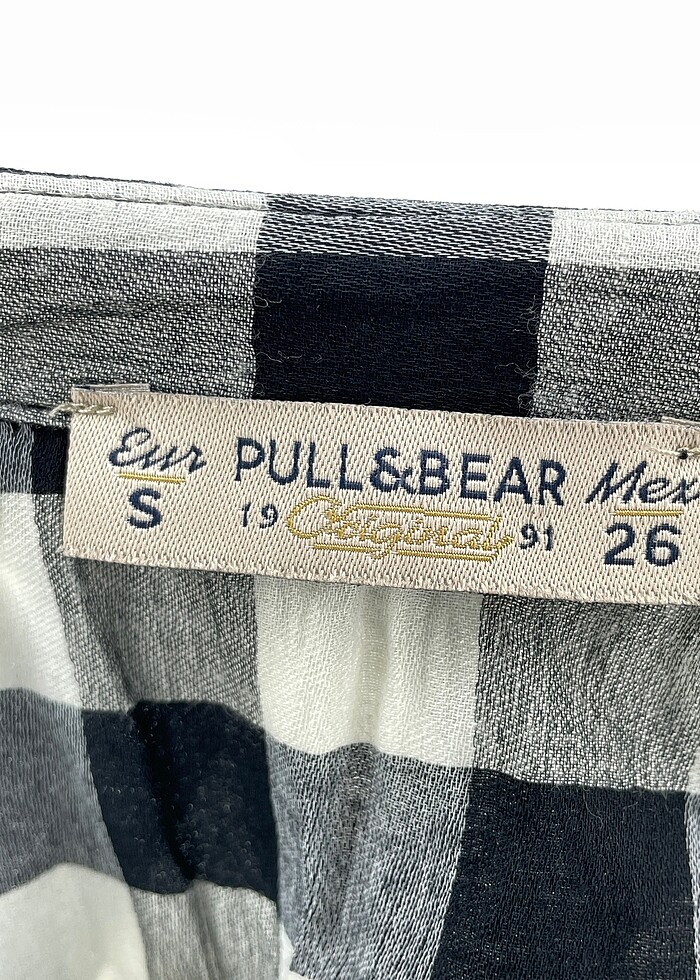 Eur PULL&BEAR Mex
S 19 Original 91 26